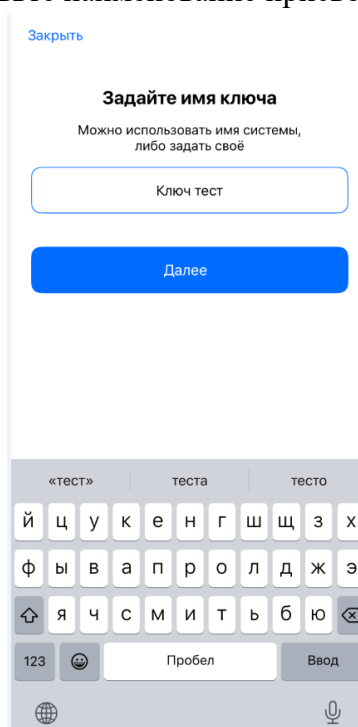 Закрыть
Задайте имя ключа
Можно использовать имя системы,
либо задать своё
Ключ тест
Далее
«тест» теста тесто
й ц у к е н г ш щ з х
ф ы в а п р о л д ж э
я ч с м и т ь б ю
123 Пробел Ввод